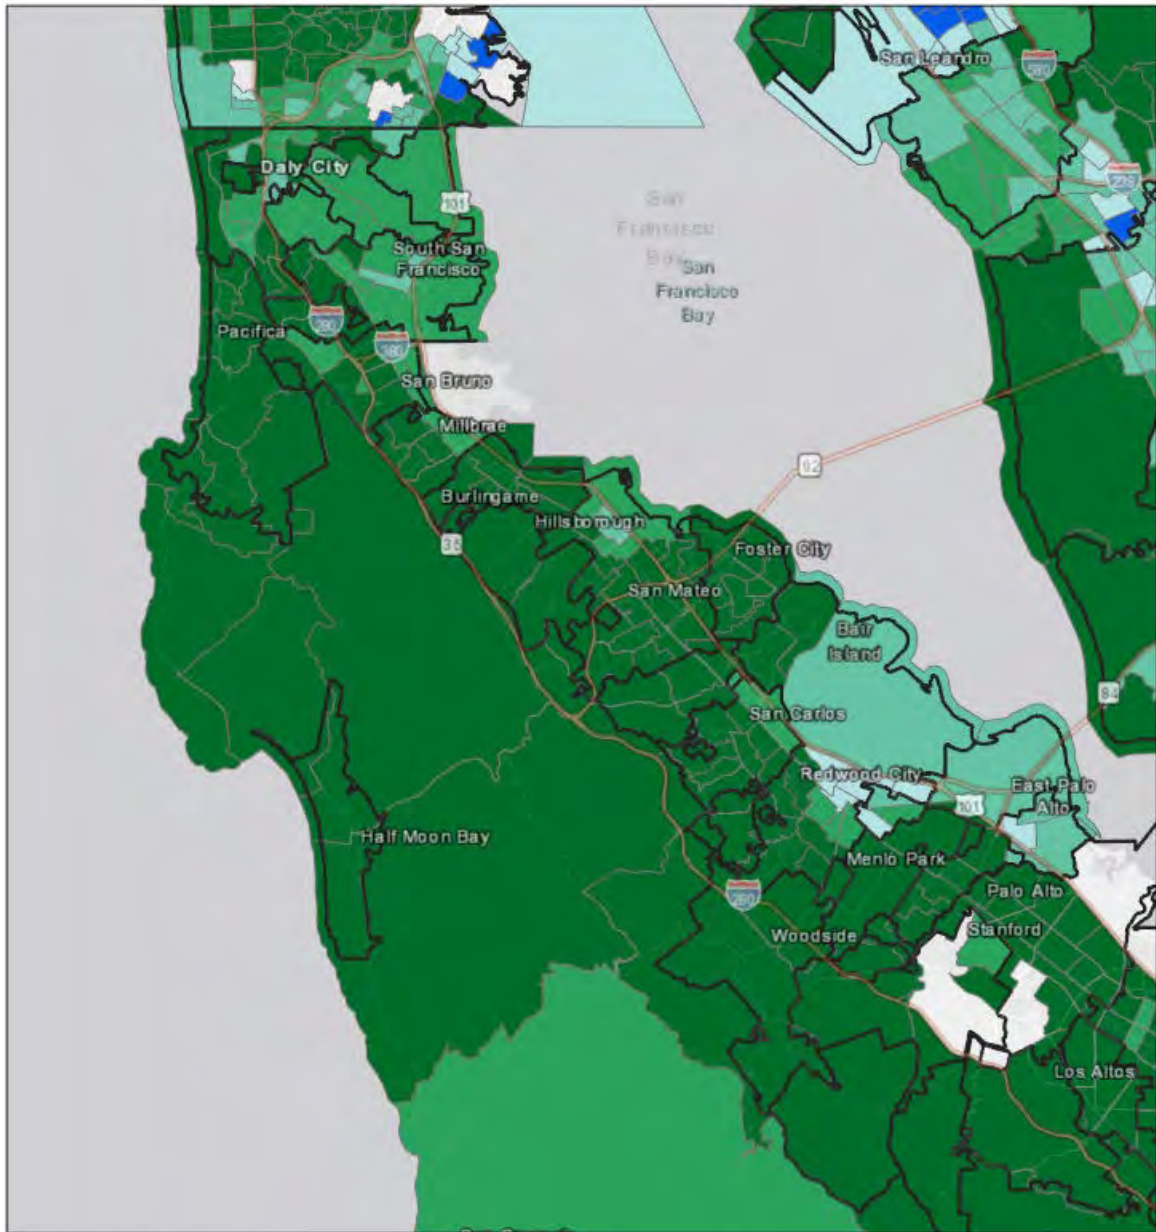 San Leandro
580
Daly City
238
101
San
Francisco
Bay
South San
Francisco
San
Francisco
Bay
280
Pacifica
380
San Bruno
Millbrae
92
Burlingame
Hillsborough
35
Foster City
San Mateo
Bair
Island
84
San Carlos
Redwood City
East Palo
Alto
101
Half Moon Bay
Menlo Park
280
Palo Alto
Woodside
Stanford
Los Altos